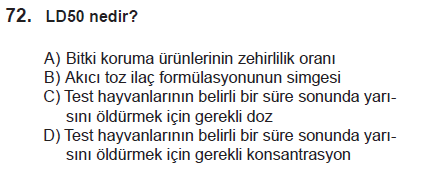 72. LD50 nedir?
A) Bitki koruma ürünlerinin zehirlilik oranı
B) Akıcı toz ilaç formülasyonunun simgesi
C) Test hayvanlarının belirli bir süre sonunda yarı-
sını öldürmek için gerekli doz
D) Test hayvanlarının belirli bir süre sonunda yarı-
sını öldürmek için gerekli konsantrasyon